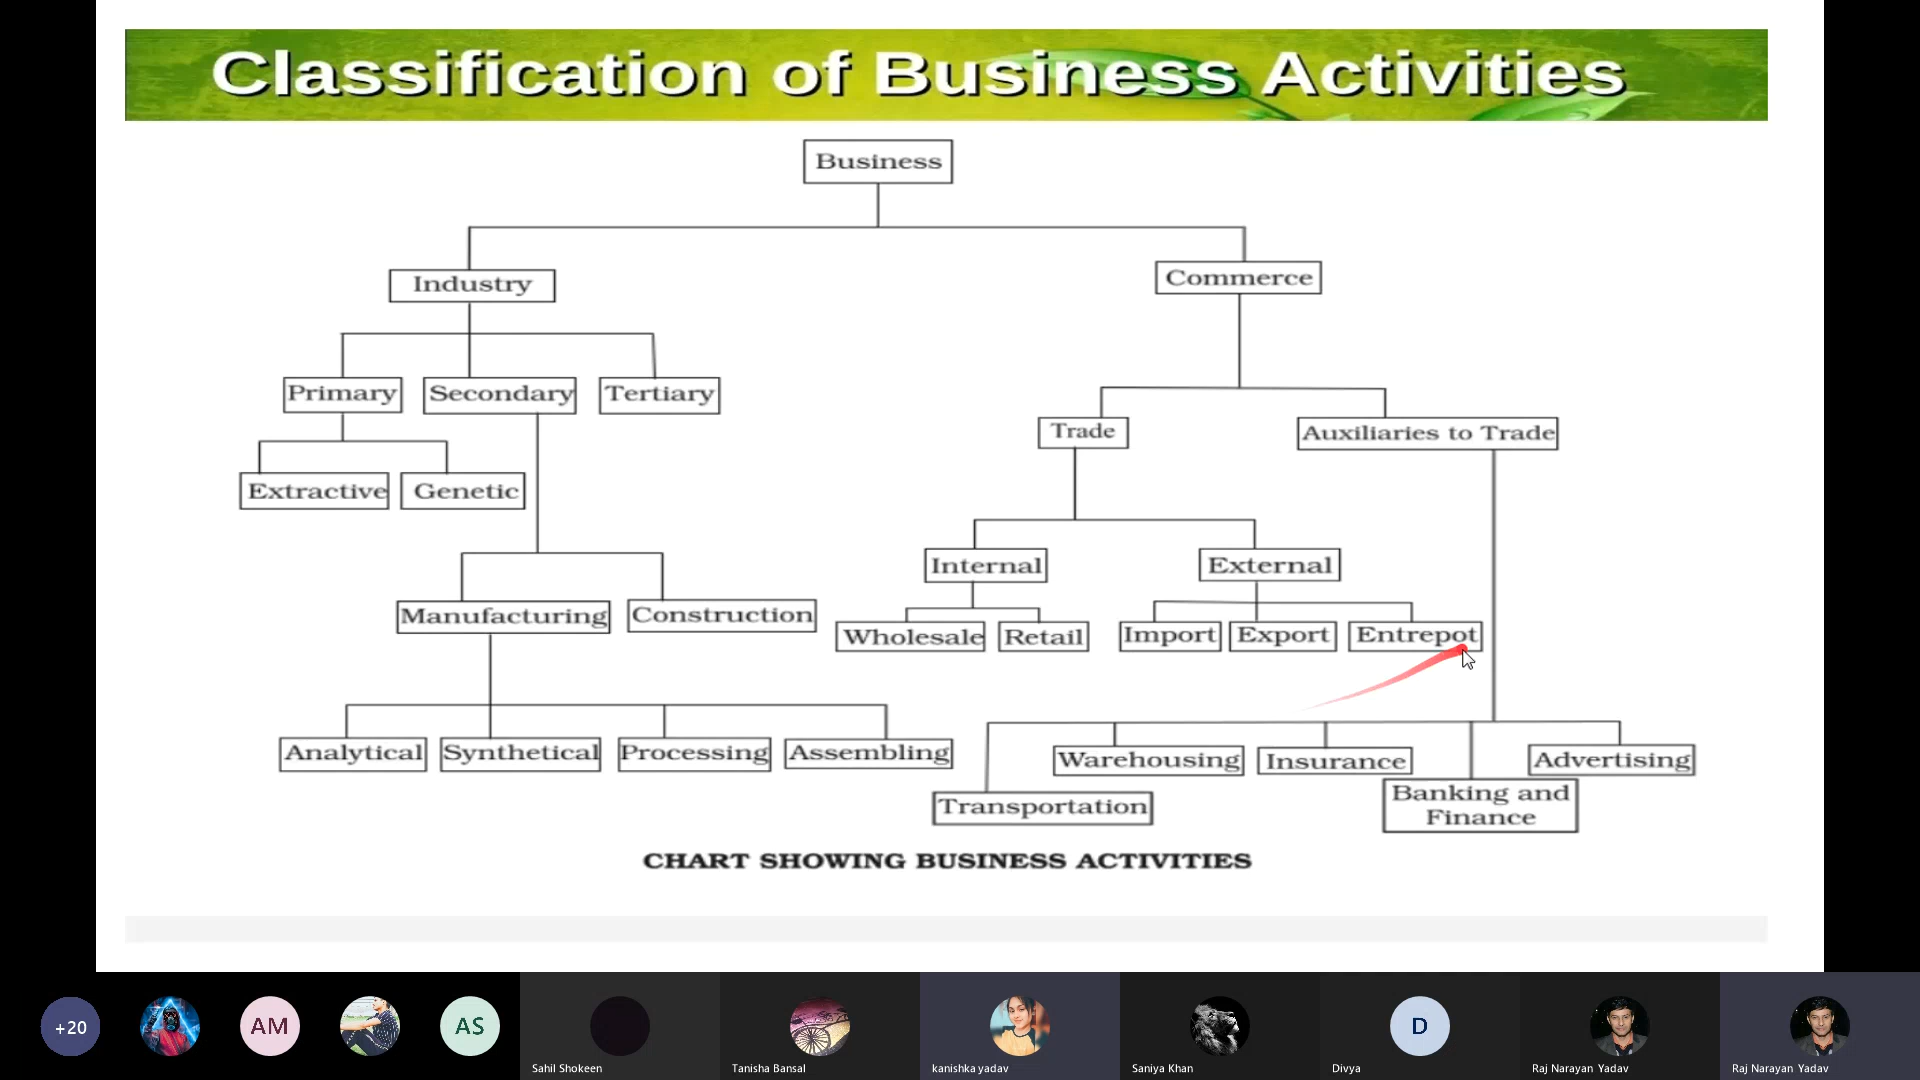 Classification of Business Activities
Business
Industry
Commerce
Primary
Secondary
Tertiary
Trade
Auxiliaries to Trade
Extractive
Genetic
Internal
External
Manufacturing
Construction
Wholesale
Retail
Import
Export
Entrepot
Analytical
Synthetical
Processing
Assembling
Warehousing
Insurance
Advertising
Transportation
Banking and
Finance
CHART SHOWING BUSINESS ACTIVITIES
+20
AM
AS
D
Sahil Shokeen
Tanisha Bansal
kanishka yadav
Saniya Khan
Divya
Raj Narayan Yadav
Raj Narayan Yadav